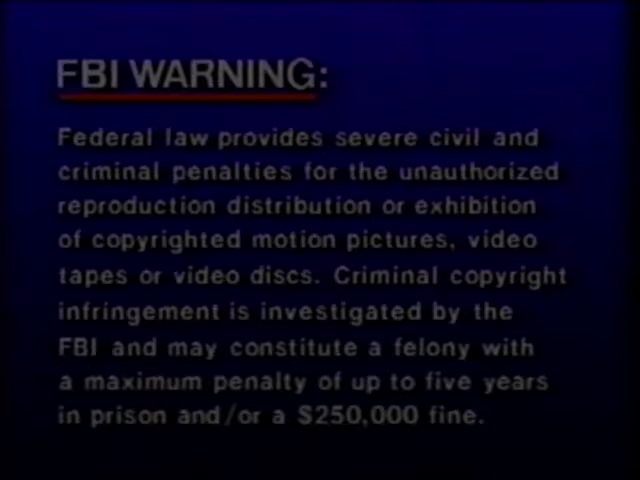 FBI WARNING:
Federal law provides severe civil and
criminal penalties for the unauthorized
reproduction distribution or exhibition
of copyrighted motion pictures, video
tapes or video discs. Criminal copyright
infringement is investigated by the
FBI and may constitute a felony with
a maximum penalty of up to five years
in prison and/or a $250,000 fine.